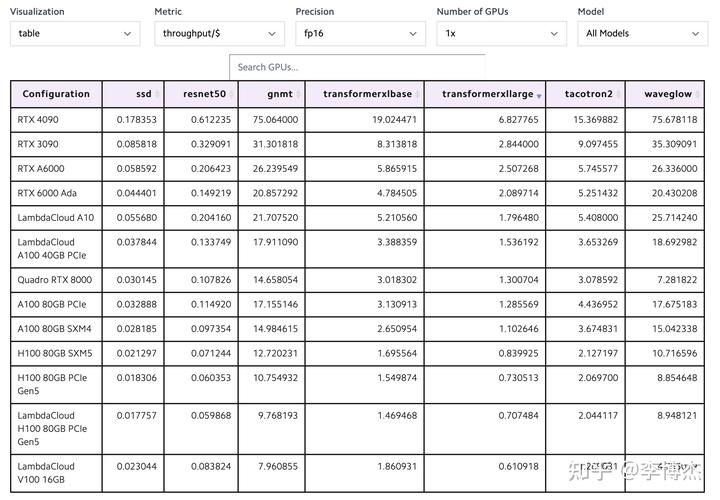 Visualization Metric Precision Number of GPUs Model
table throughput/$ fp16 1x All Models
Search GPUs...
Configuration ssd resnet50 gnmt transformerxlbase transformerxllarge tacotron2 waveglow
RTX 4090 0.178353 0.612235 75.064000 19.024471 6.827765 15.369882 75.678118
RTX 3090 0.085818 0.329091 31.301818 8.313818 2.844000 9.097455 35.309091
RTX A6000 0.058592 0.206423 26.239549 5.865915 2.507268 5.745577 26.336000
RTX 6000 Ada 0.044401 0.149219 20.857292 4.784505 2.089714 5.251432 20.430208
LambdaCloud A10 0.055680 0.204160 21.707520 5.210560 1.796480 5.408000 25.714240
LambdaCloud
A100 40GB PCIe 0.037844 0.133749 17.911090 3.388359 1.536192 3.653269 18.692982
Quadro RTX 8000 0.030145 0.107826 14.658054 3.018302 1.300704 3.078592 7.281822
A100 80GB PCIe 0.032888 0.114920 17.155146 3.130913 1.285569 4.436952 17.675183
A100 80GB SXM4 0.028185 0.097354 14.984615 2.650954 1.102646 3.674831 15.042338
H100 80GB SXM5 0.021297 0.071244 12.720231 1.695564 0.839925 2.127197 10.716596
H100 80GB PCIe 0.018306 0.060353 10.754932 1.549874 0.730513 2.069700 8.854648
Gen5
LambdaCloud
H100 80GB PCIe 0.017757 0.059868 9.768193 1.469468 0.707484 2.044117 8.948121
Gen5
LambdaCloud
V100 16GB 0.023044 0.083824 7.960855 1.860931 0.610918
知乎 @李博杰